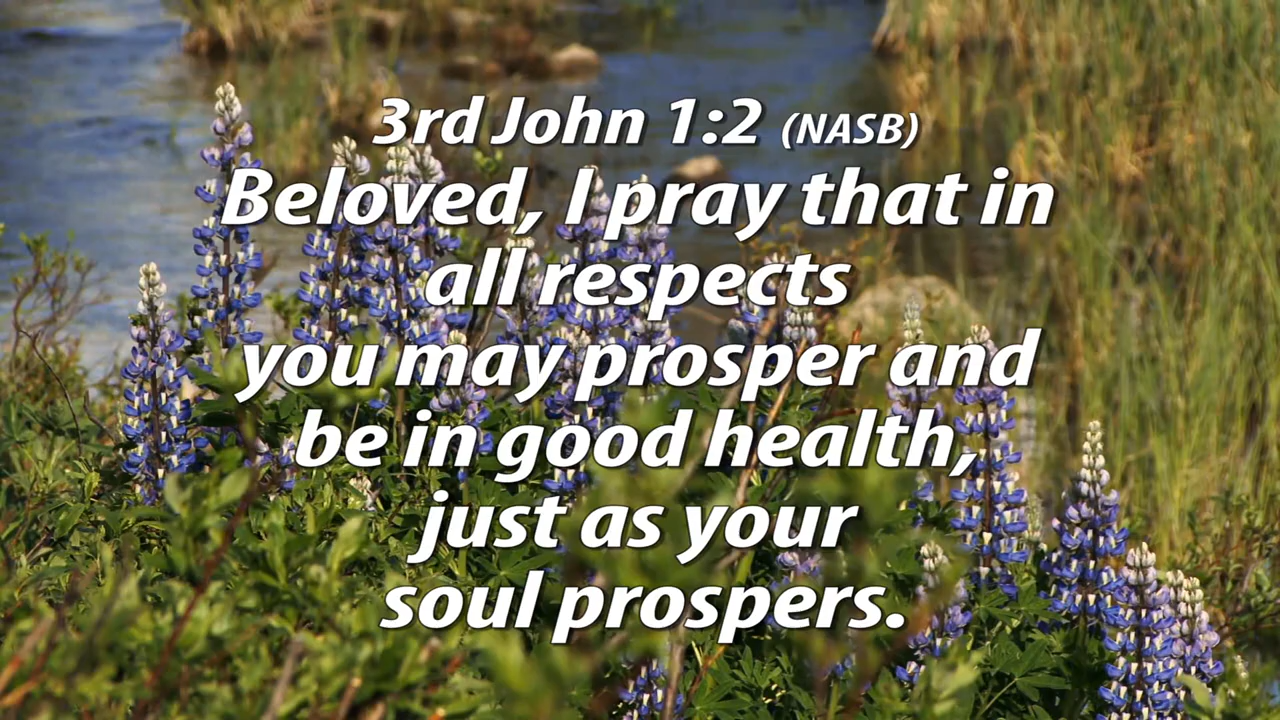 3rd John 1:2 (NASB)
Beloved, I pray that in
all respects
you may prosper and
be in good health,
just as your
soul prospers.